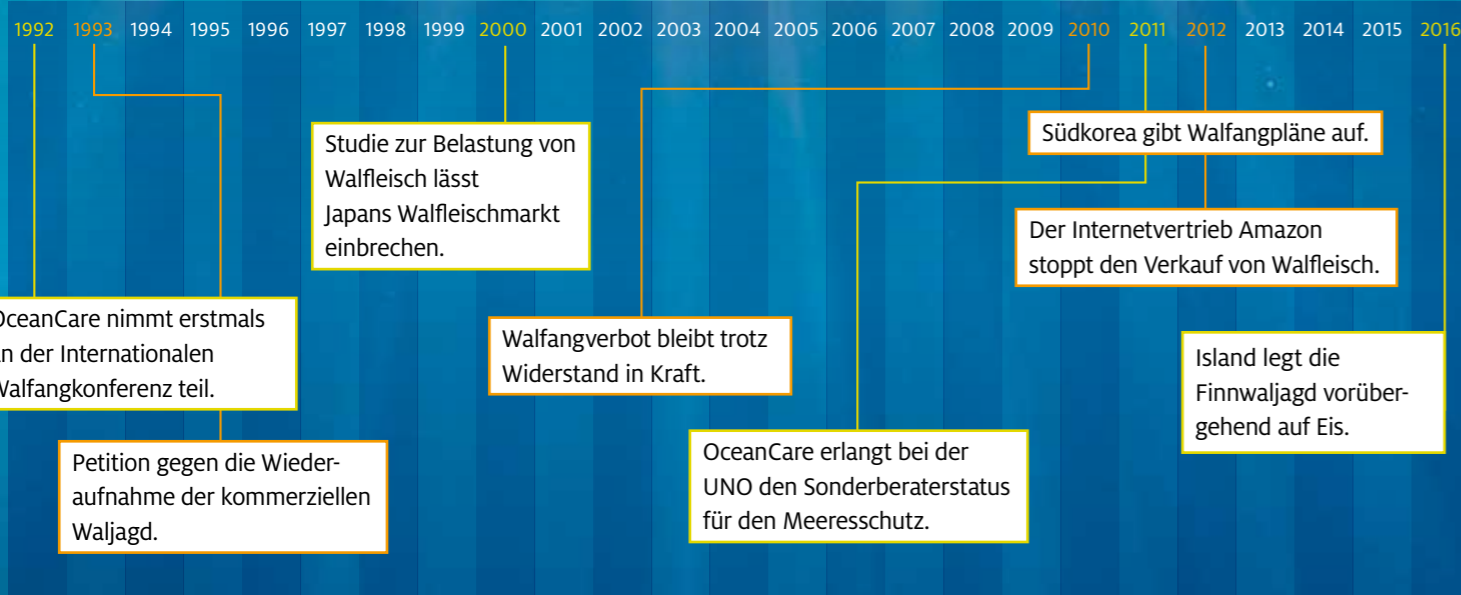 1992 1993 1994 1995 1996 1997 1998 1999 2000 2001 2002 2003 2004 2005 2006 2007 2008 2009 2010 2011 2012 2013 2014 2015 2016
Südkorea gibt Walfangpläne auf.
Studie zur Belastung von
Walfleisch lässt
Japans Walfleischmarkt
einbrechen.
Der Internetvertrieb Amazon
stoppt den Verkauf von Walfleisch.
OceanCare nimmt erstmals
an der Internationalen
Walfangkonferenz teil.
Walfangverbot bleibt trotz
Widerstand in Kraft.
Island legt die
Finnwaljagd vorüber-
gehend auf Eis.
OceanCare erlangt bei der
UNO den Sonderberaterstatus
für den Meeresschutz.
Petition gegen die Wieder-
aufnahme der kommerziellen
Waljagd.